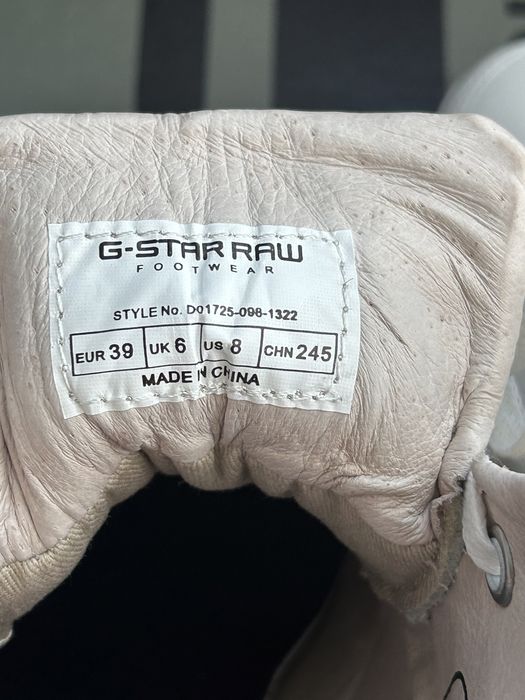 G-STAR RAW
FOOTWEAR
STYLE No. D01725-098-1322
EUR 39 UK 6 US 8 CHN 245
MADE IN CHINA